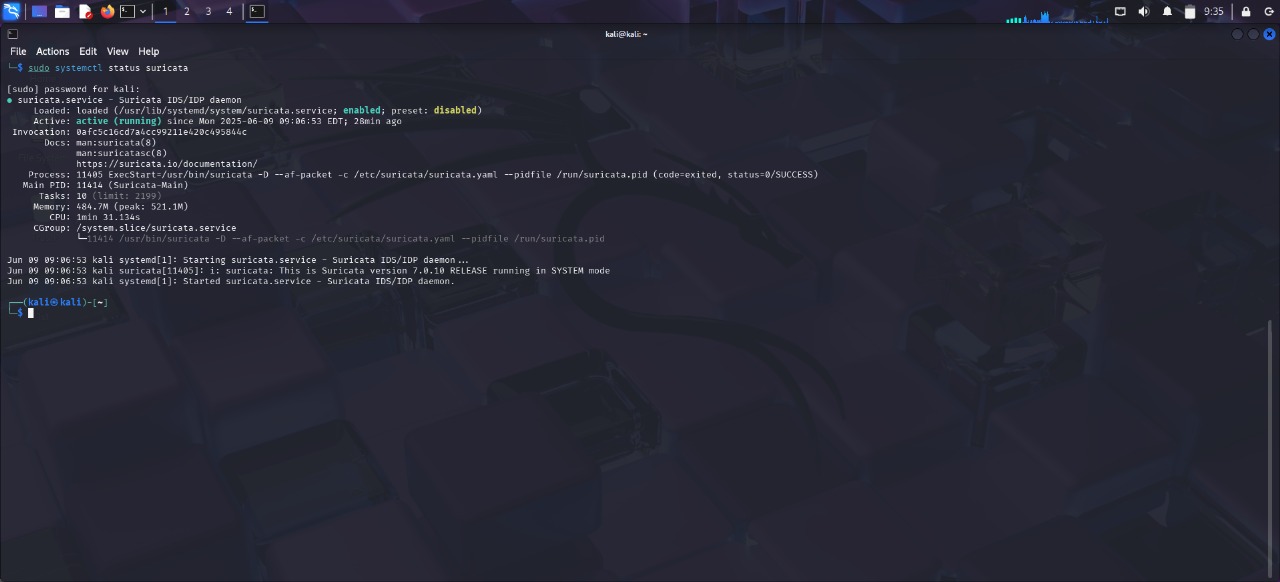 1 2 3 4
9:35
kali@kali: ~
File Actions Edit View Help
└─$ sudo systemctl status suricata
[sudo] password for kali:
● suricata.service - Suricata IDS/IDP daemon
Loaded: loaded (/usr/lib/systemd/system/suricata.service; enabled; preset: disabled)
Active: active (running) since Mon 2025-06-09 09:06:53 EDT; 28min ago
Invocation: 0afc5c16cd7a4cc99211e420c495844c
Docs: man:suricata(8)
man:suricatasc(8)
https://suricata.io/documentation/
Process: 11405 ExecStart=/usr/bin/suricata -D --af-packet -c /etc/suricata/suricata.yaml --pidfile /run/suricata.pid (code=exited, status=0/SUCCESS)
Main PID: 11414 (Suricata-Main)
Tasks: 10 (limit: 2199)
Memory: 484.7M (peak: 521.1M)
CPU: 1min 31.134s
CGroup: /system.slice/suricata.service
└─11414 /usr/bin/suricata -D --af-packet -c /etc/suricata/suricata.yaml --pidfile /run/suricata.pid
Jun 09 09:06:53 kali systemd[1]: Starting suricata.service - Suricata IDS/IDP daemon...
Jun 09 09:06:53 kali suricata[11405]: i: suricata: This is Suricata version 7.0.10 RELEASE running in SYSTEM mode
Jun 09 09:06:53 kali systemd[1]: Started suricata.service - Suricata IDS/IDP daemon.
┌──(kali㉿kali)-[~]
└─$